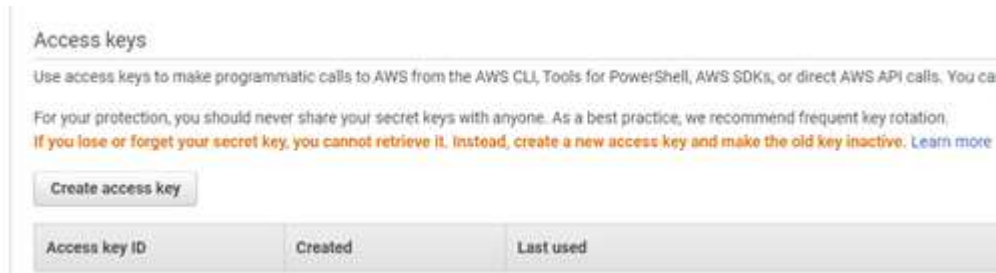 Access keys
Use access keys to make programmatic calls to AWS from the AWS CLI, Tools for PowerShell, AWS SDKs, or direct AWS API calls. You ca
For your protection, you should never share your secret keys with anyone. As a best practice, we recommend frequent key rotation.
If you lose or forget your secret key, you cannot retrieve it. Instead, create a new access key and make the old key inactive. Learn more
Create access key
Access key ID Created Last used